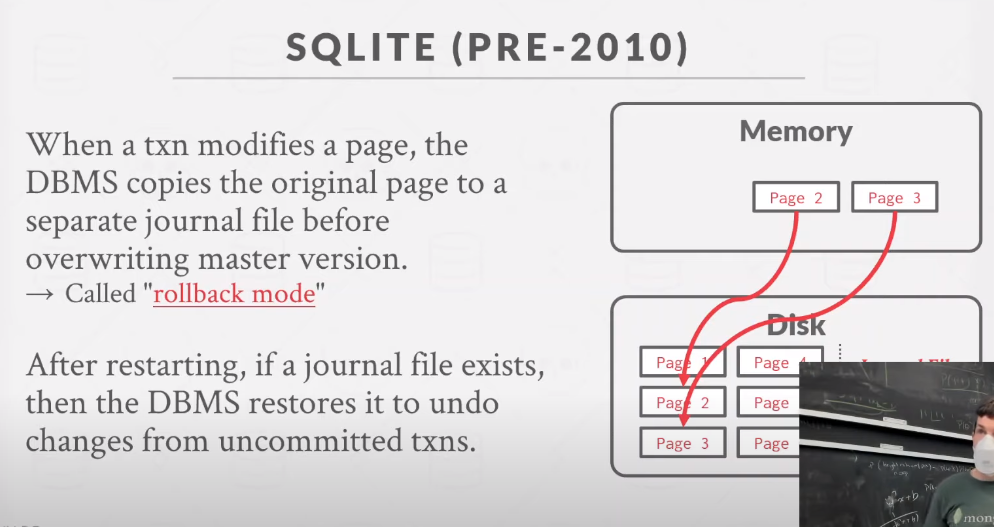 SQLITE (PRE-2010)
When a txn modifies a page, the
DBMS copies the original page to a
separate journal file before
overwriting master version.
→ Called "rollback mode"
After restarting, if a journal file exists,
then the DBMS restores it to undo
changes from uncommitted txns.
Memory
Page 2 Page 3
Disk
Page 1 Page 4
Page 2 Page
Page 3 Page